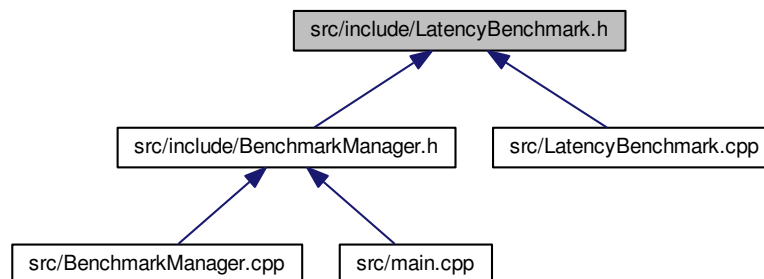 src/include/LatencyBenchmark.h
src/include/BenchmarkManager.h
src/LatencyBenchmark.cpp
src/BenchmarkManager.cpp
src/main.cpp